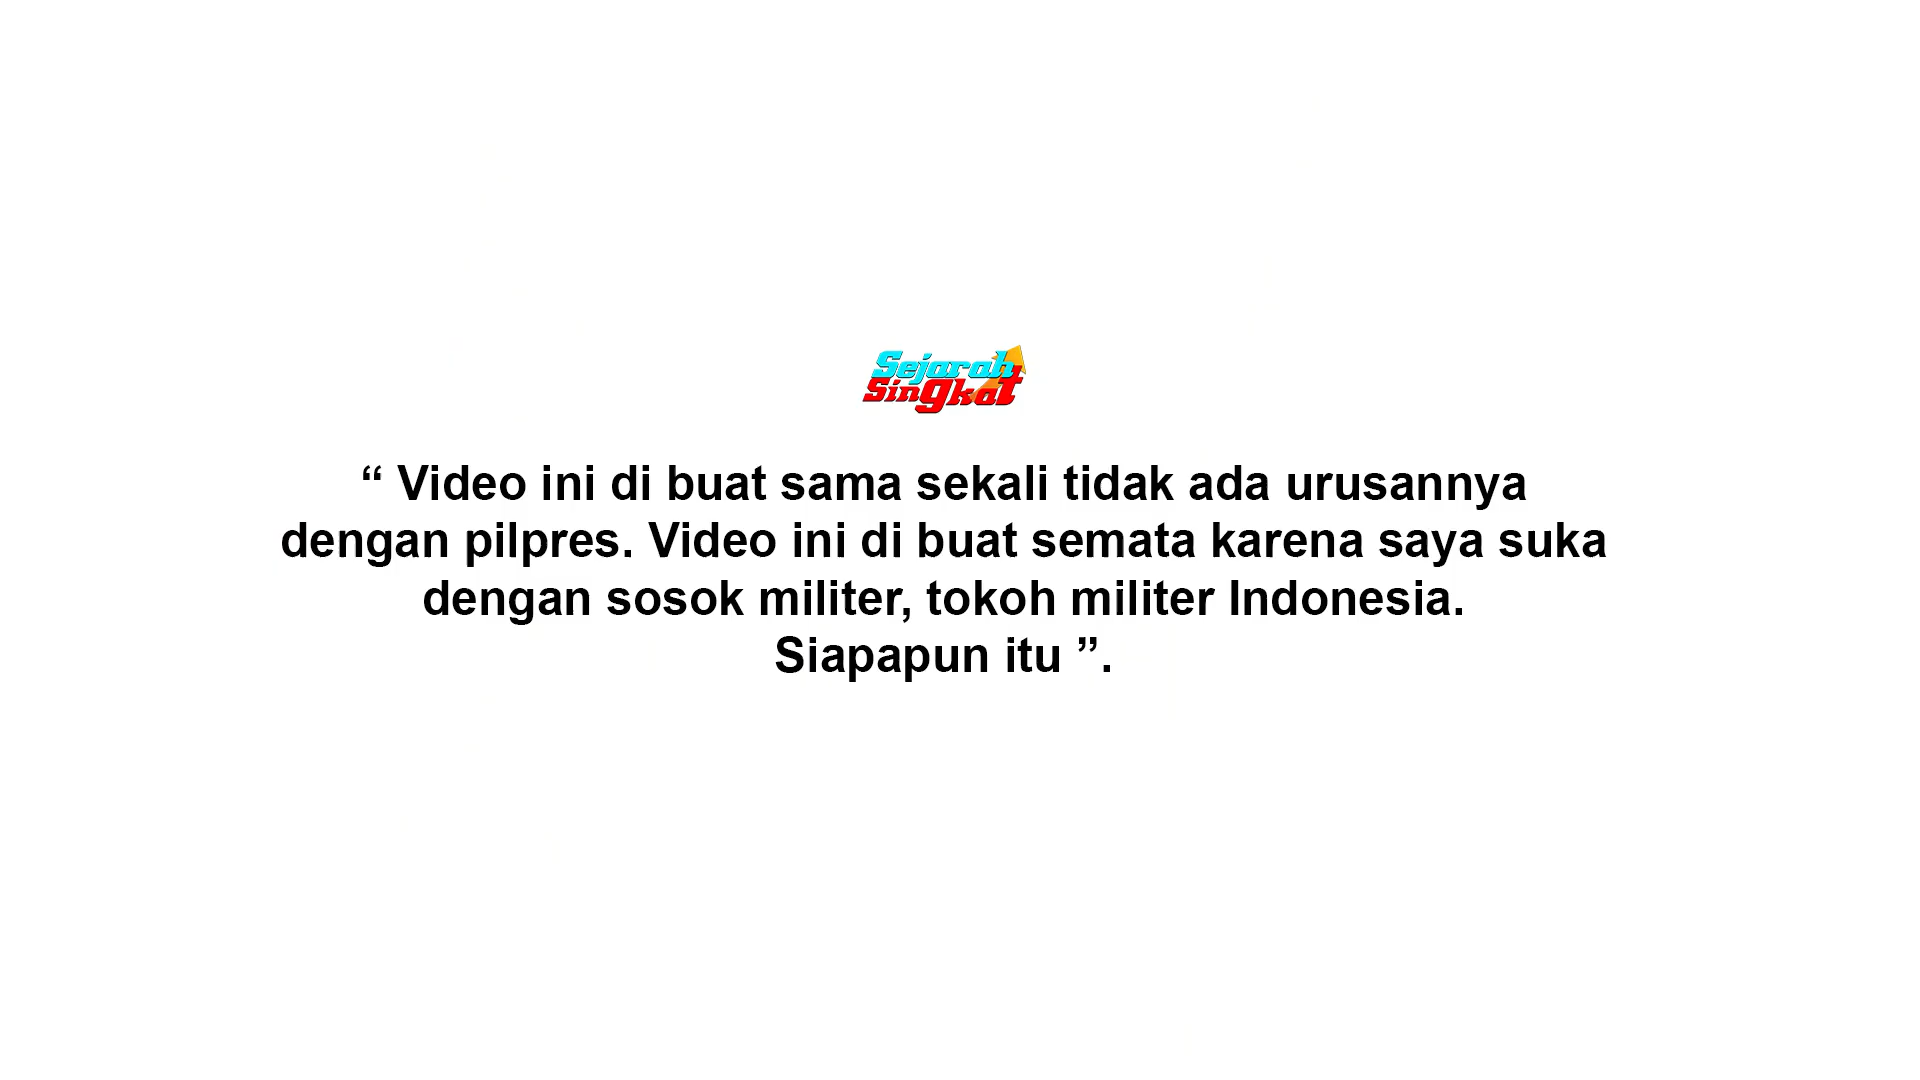 Sejarah
Singkat
“ Video ini di buat sama sekali tidak ada urusannya
dengan pilpres. Video ini di buat semata karena saya suka
dengan sosok militer, tokoh militer Indonesia.
Siapapun itu ”.